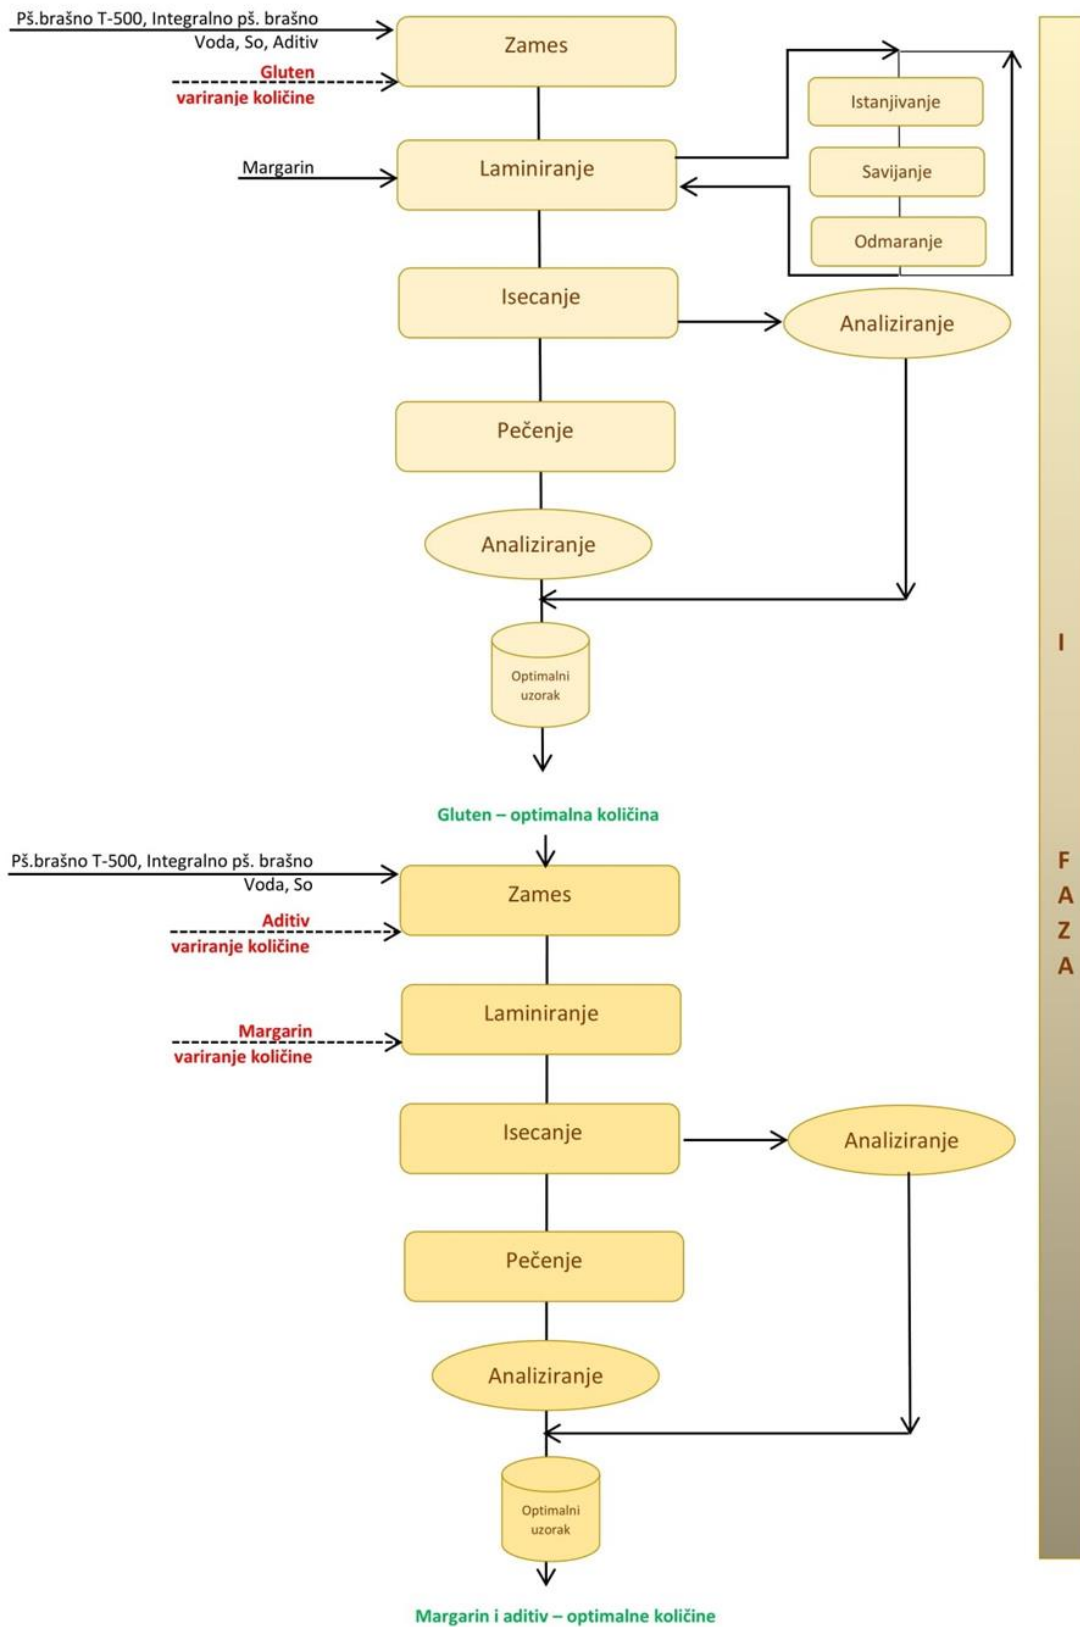 Pš.brašno T-500, Integralno pš. brašno
Voda, So, Aditiv
Gluten
variranje količine
Zames
Margarin
Laminiranje
Istanjivanje
Savijanje
Odmaranje
Isecanje
Analiziranje
Pečenje
Analiziranje
Optimalni
uzorak
Gluten – optimalna količina
Pš.brašno T-500, Integralno pš. brašno
Voda, So
Zames
Aditiv
variranje količine
Laminiranje
Margarin
variranje količine
Isecanje
Analiziranje
Pečenje
Analiziranje
Optimalni
uzorak
Margarin i aditiv – optimalne količine
I
F
A
Z
A